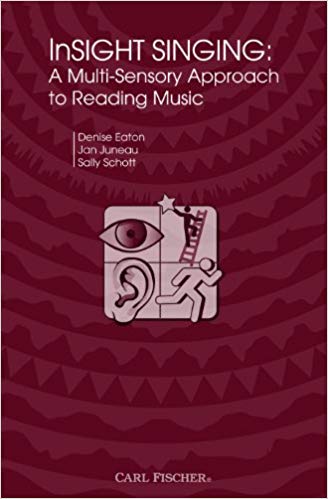 InSIGHT SINGING:
A Multi-Sensory Approach
to Reading Music
Denise Eaton
Jan Juneau
Sally Schott
CARL FISCHER®